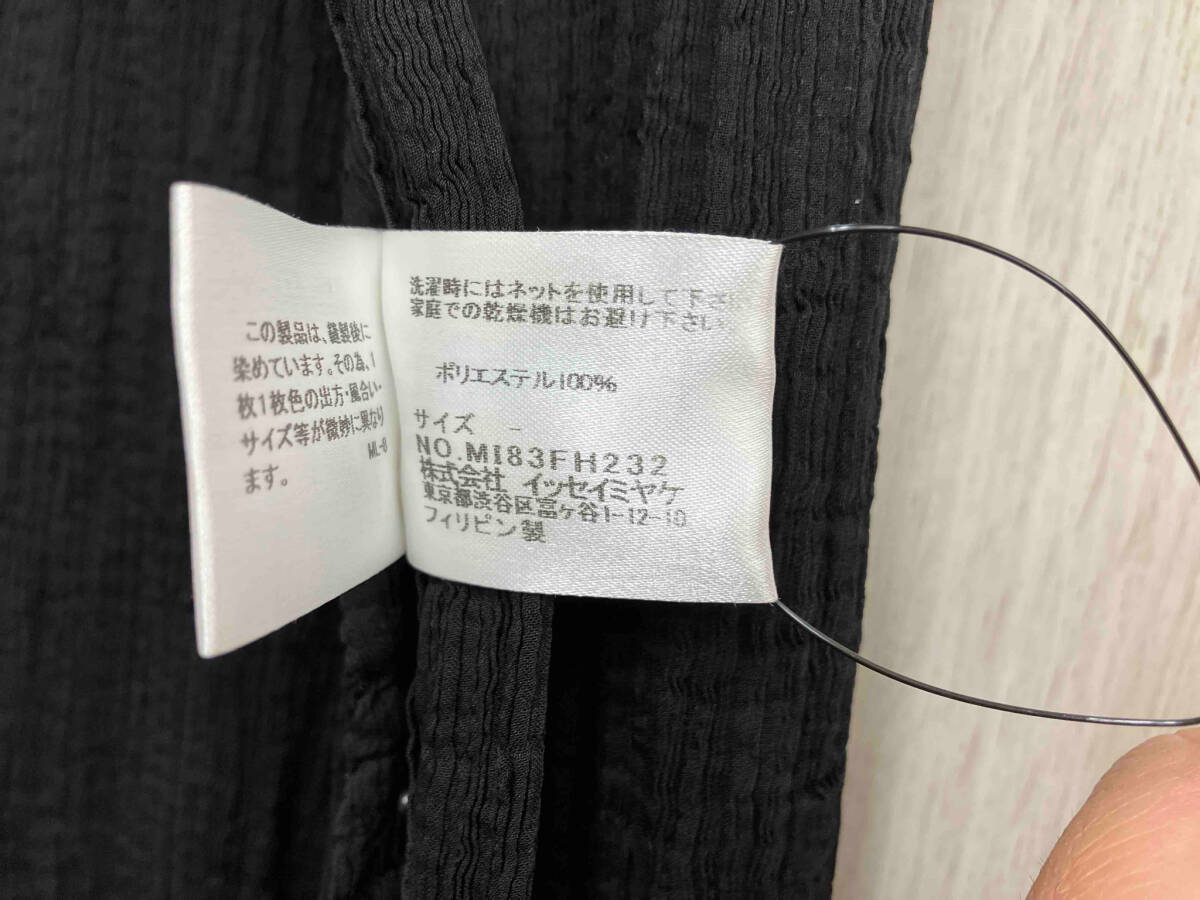 この製品は、縫製後に
染めています。その為、1
枚1枚色の出方・風合い・
サイズ等が微妙に異なり
ます。
ML-8
洗濯時にはネットを使用して下さ
家庭での乾燥機はお避け下さい
ポリエステル100%
サイズ -
NO.MI83FH232
株式会社 イッセイミヤケ
東京都渋谷区富ヶ谷1-12-10
フィリピン製